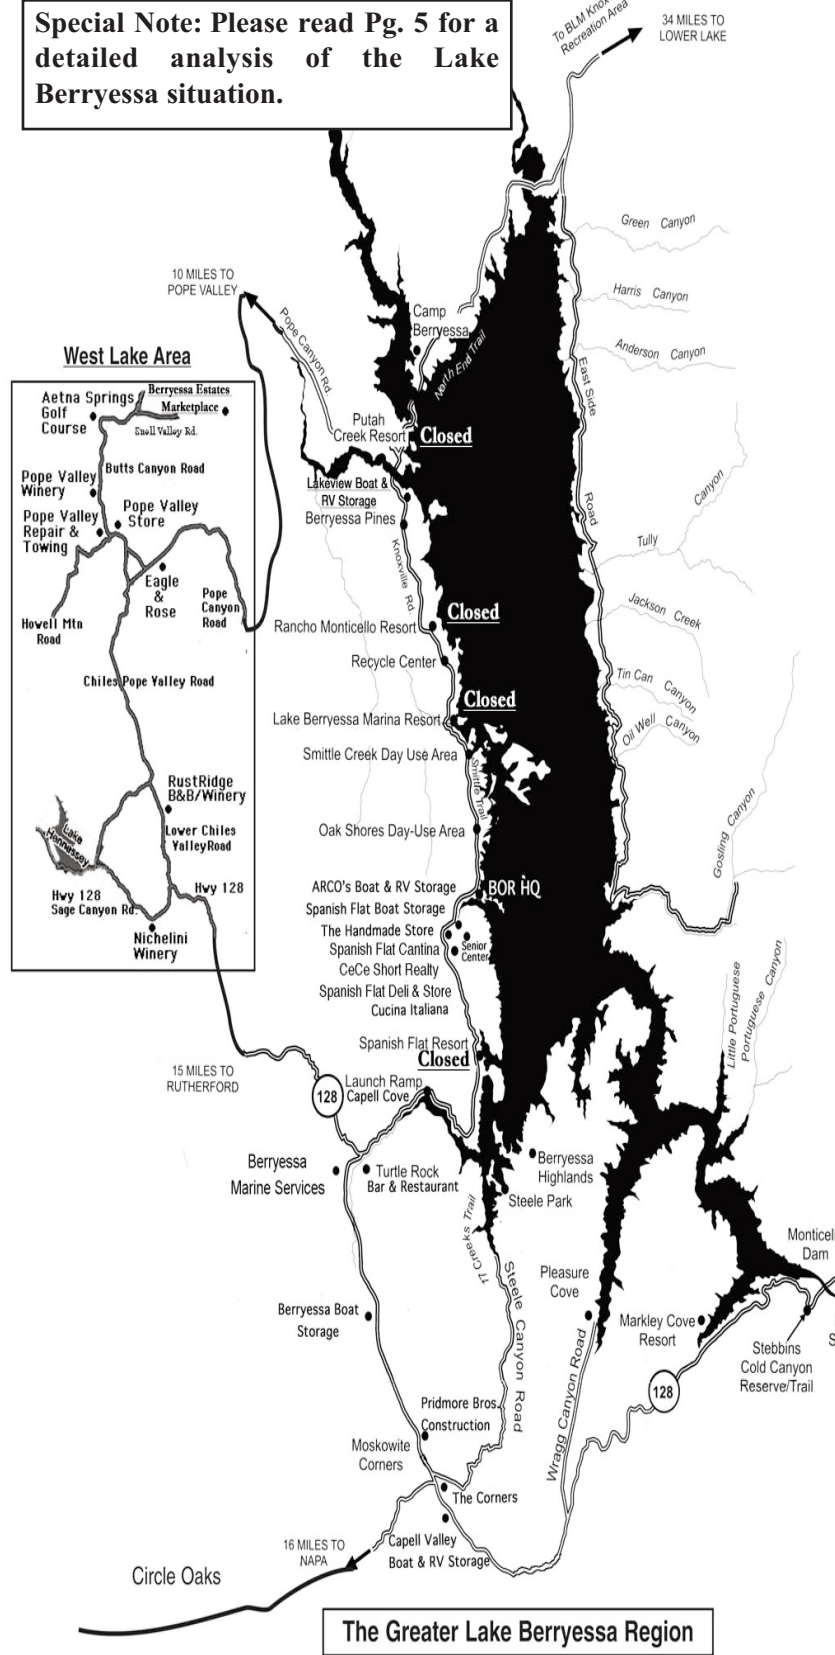 Special Note: Please read Pg. 5 for a
detailed analysis of the Lake
Berryessa situation.
To BLM Knox
Recreation Area
34 MILES TO
LOWER LAKE
Green Canyon
Harris Canyon
Anderson Canyon
10 MILES TO
POPE VALLEY
Pope Canyon Rd.
Camp
Berryessa
North End Trail
East Side
Road
Putah
Creek Resort
Closed
Lakeview Boat &
RV Storage
Berryessa Pines
Knoxville Rd.
Canyon
Tully
Jackson Creek
Closed
Rancho Monticello Resort
Recycle Center
Tin Can Canyon
Closed
Lake Berryessa Marina Resort
Oil Well Canyon
Smittle Creek Day Use Area
Smittle Trail
Oak Shores Day-Use Area
Gosling Canyon
ARCO's Boat & RV Storage
BOR HQ
Spanish Flat Boat Storage
The Handmade Store
Spanish Flat Cantina
Senior
Center
CeCe Short Realty
Spanish Flat Deli & Store
Cucina Italiana
Little Portuguese
Portuguese Canyon
Spanish Flat Resort
Closed
Launch Ramp
Capell Cove
West Lake Area
Aetna Springs
Golf
Course
Berryessa Estates
Marketplace
Snell Valley Rd.
Butts Canyon Road
Pope Valley
Winery
Pope Valley
Store
Pope Valley
Repair &
Towing
Eagle
&
Rose
Pope
Canyon
Road
Howell Mtn
Road
Chiles Pope Valley Road
RustRidge
B&B/Winery
Lake
Hennessey
Lower Chiles
ValleyRoad
Hwy 128
Sage Canyon Rd.
Hwy 128
Nichelini
Winery
15 MILES TO
RUTHERFORD
128
Berryessa
Marine Services
Turtle Rock
Bar & Restaurant
Berryessa
Highlands
Steele Park
17 Creeks Trail
Steele Canyon Road
Pleasure
Cove
Monticell
Dam
Berryessa Boat
Storage
Markley Cove
Resort
Stebbins
Cold Canyon
Reserve/Trail
S
Wragg Canyon Road
128
Pridmore Bros.
Construction
Moskowite
Corners
The Corners
16 MILES TO
NAPA
Capell Valley
Boat & RV Storage
Circle Oaks
The Greater Lake Berryessa Region